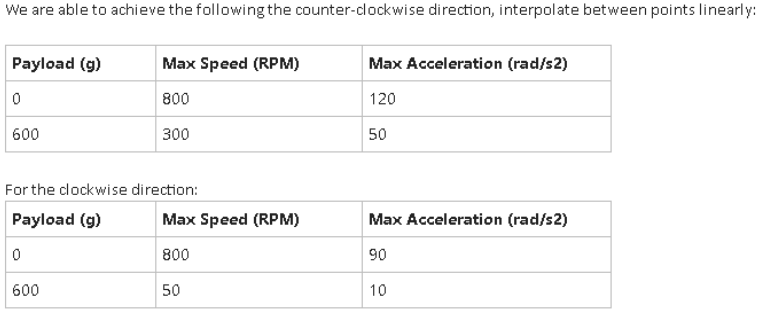 We are able to achieve the following the counter-clockwise direction, interpolate between points linearly:
Payload (g) Max Speed (RPM) Max Acceleration (rad/s2)
0 800 120
600 300 50
For the clockwise direction:
Payload (g) Max Speed (RPM) Max Acceleration (rad/s2)
0 800 90
600 50 10